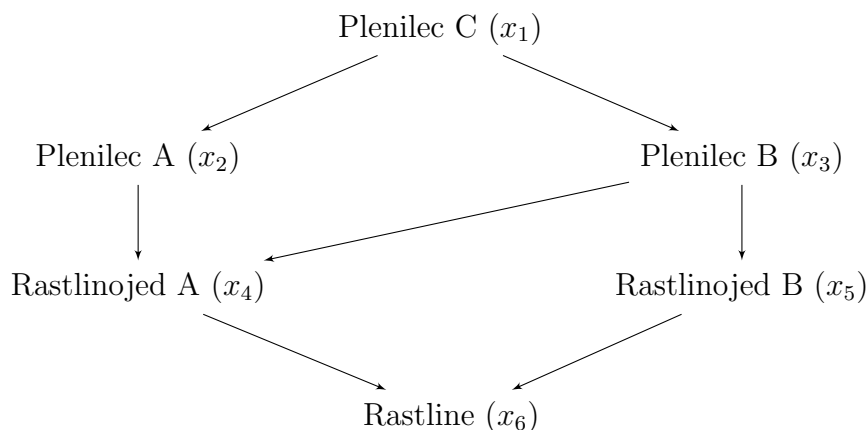 Plenilec C (x₁)
Plenilec A (x₂)
Plenilec B (x₃)
Rastlinojed A (x₄)
Rastlinojed B (x₅)
Rastline (x₆)